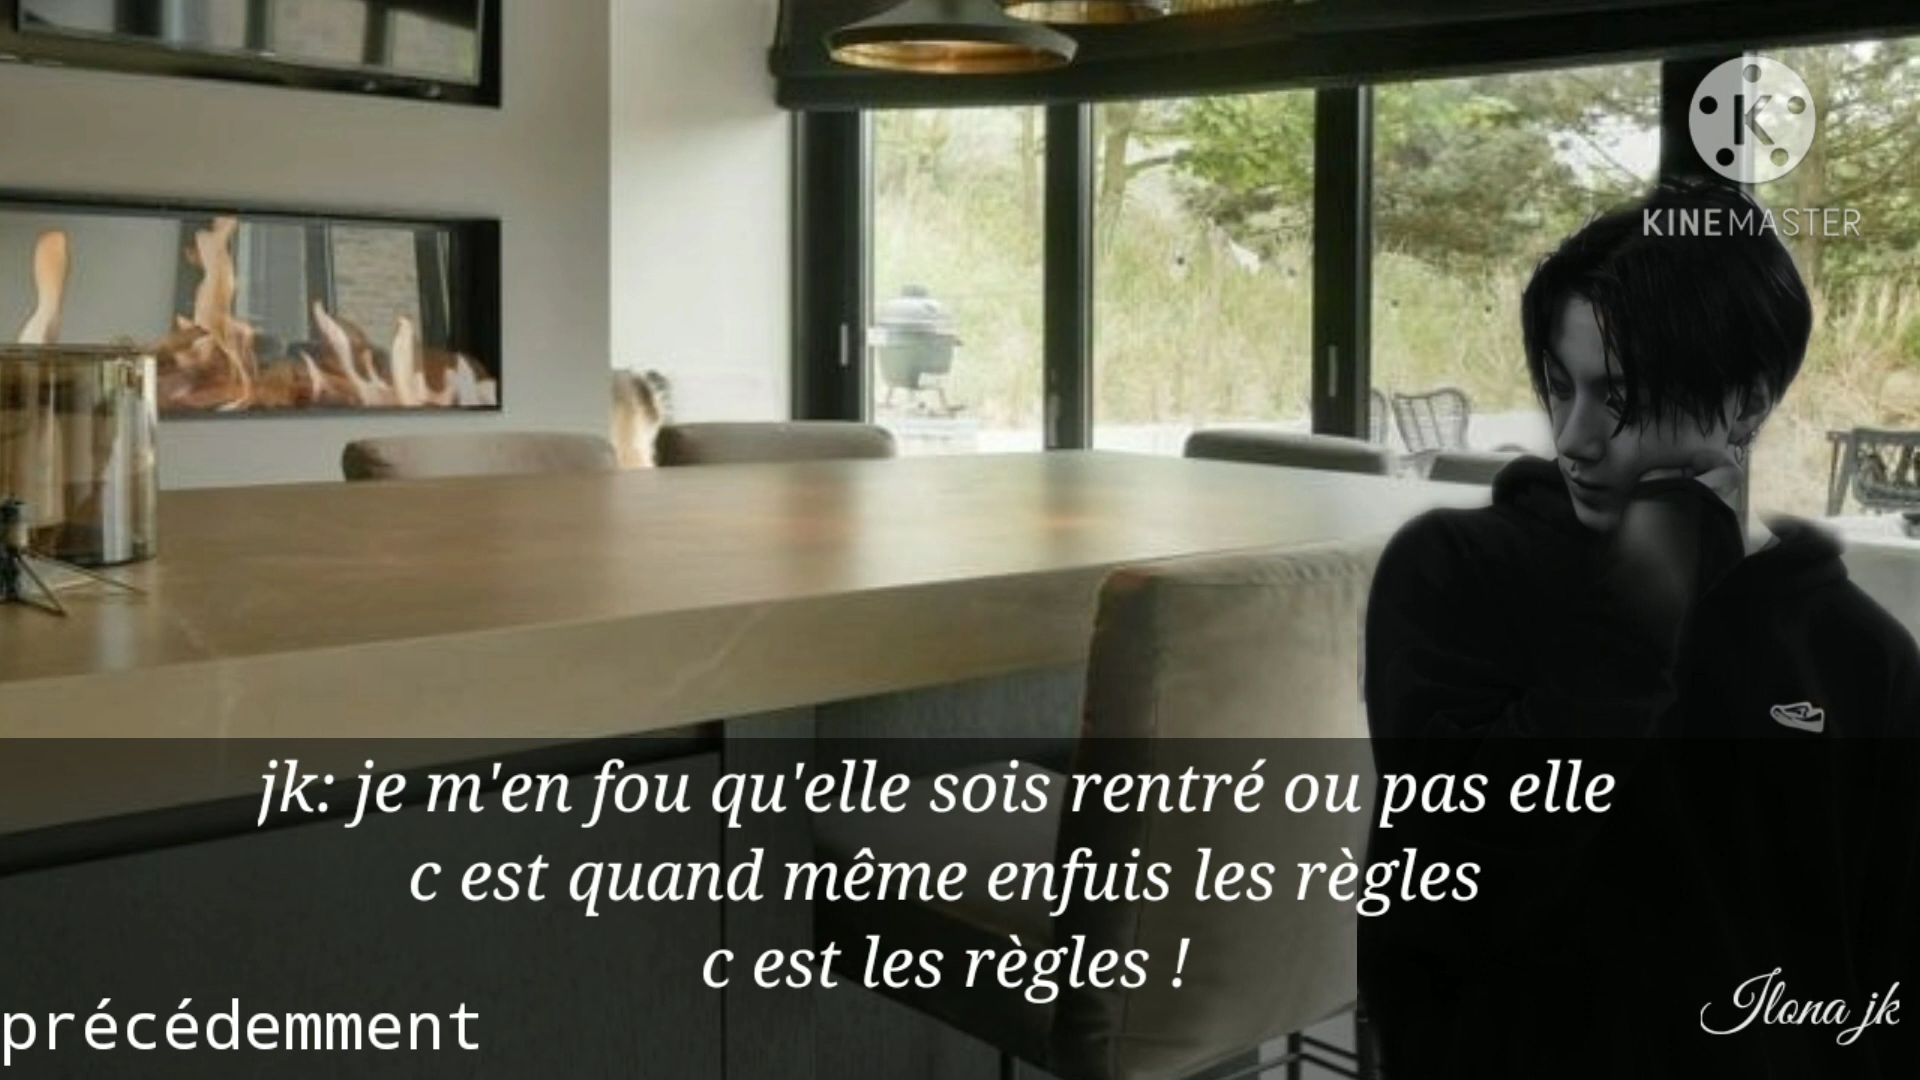 KINEMASTER
jk: je m'en fou qu'elle sois rentré ou pas elle
c est quand même enfuis les règles
c est les règles !
précédemment
Ilona jk